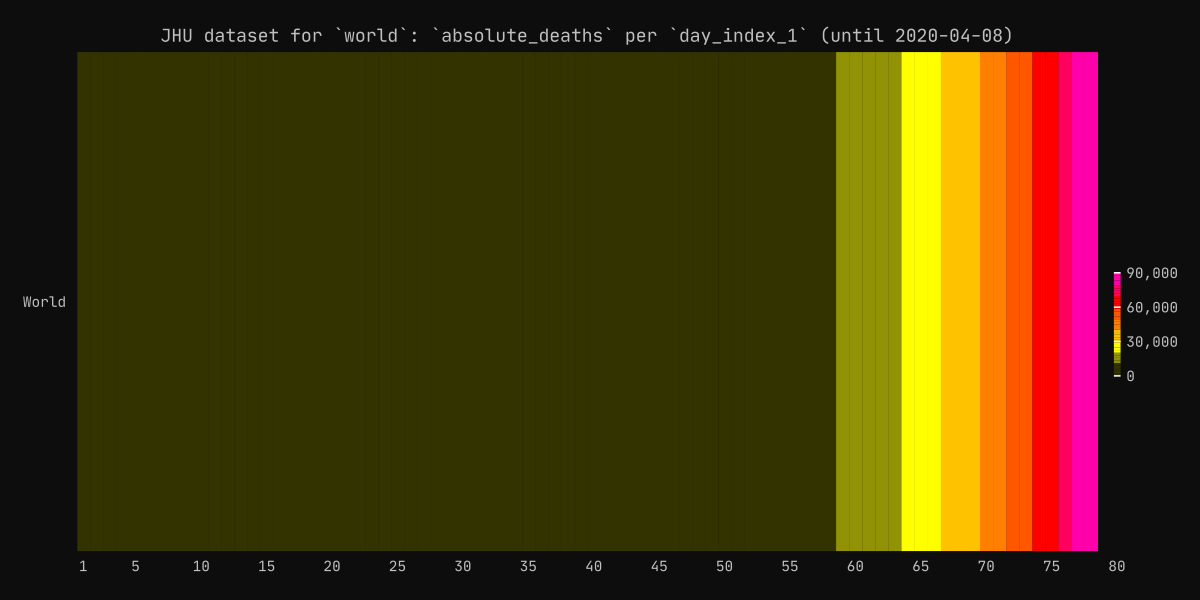 JHU dataset for `world`: `absolute_deaths` per `day_index_1` (until 2020-04-08)
World
90,000
60,000
30,000
0
1 5 10 15 20 25 30 35 40 45 50 55 60 65 70 75 80